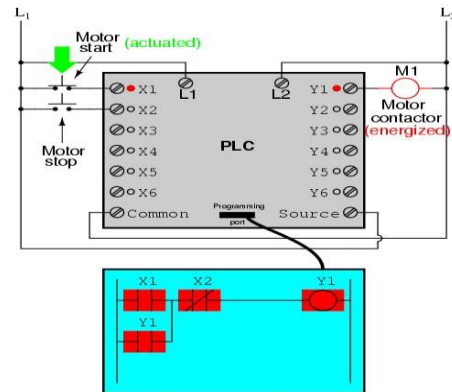 L1
L2
Motor start (actuated)
M1
X1
L1
L2
Y1
Motor contactor (energized)
X2
Y2
Motor stop
X3
Y3
X4
PLC
Y4
X5
Y5
X6
Y6
Common
Programming port
Source
X1
X2
Y1
Y1